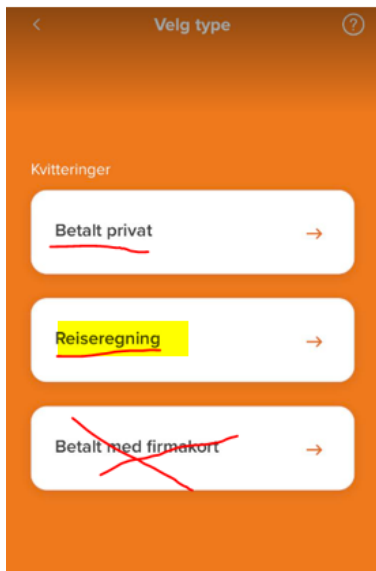 Velg type
Kvitteringer
Betalt privat
Reiseregning
Betalt med firmakort